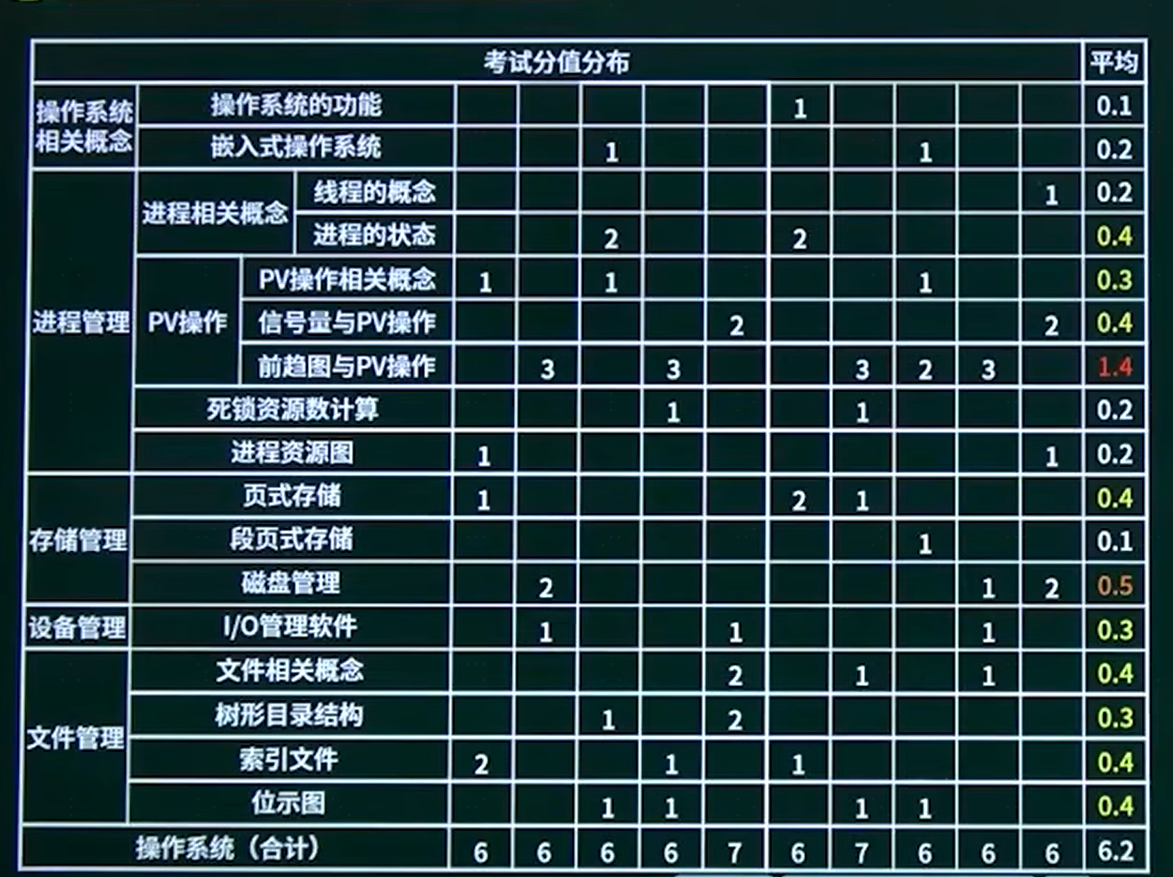 考试分值分布 平均
操作系统相关概念 操作系统的功能 1 0.1
嵌入式操作系统 1 1 0.2
进程管理 进程相关概念 线程的概念 1 0.2
进程的状态 2 2 0.4
PV操作 PV操作相关概念 1 1 1 0.3
信号量与PV操作 2 2 0.4
前趋图与PV操作 3 3 3 2 3 1.4
死锁资源数计算 1 1 0.2
进程资源图 1 1 0.2
存储管理 页式存储 1 2 1 0.4
段页式存储 1 0.1
磁盘管理 2 1 2 0.5
设备管理 I/O管理软件 1 1 1 0.3
文件管理 文件相关概念 2 1 1 0.4
树形目录结构 1 2 0.3
索引文件 2 1 1 0.4
位示图 1 1 1 1 0.4
操作系统（合计） 6 6 6 6 7 6 7 6 6 6 6.2